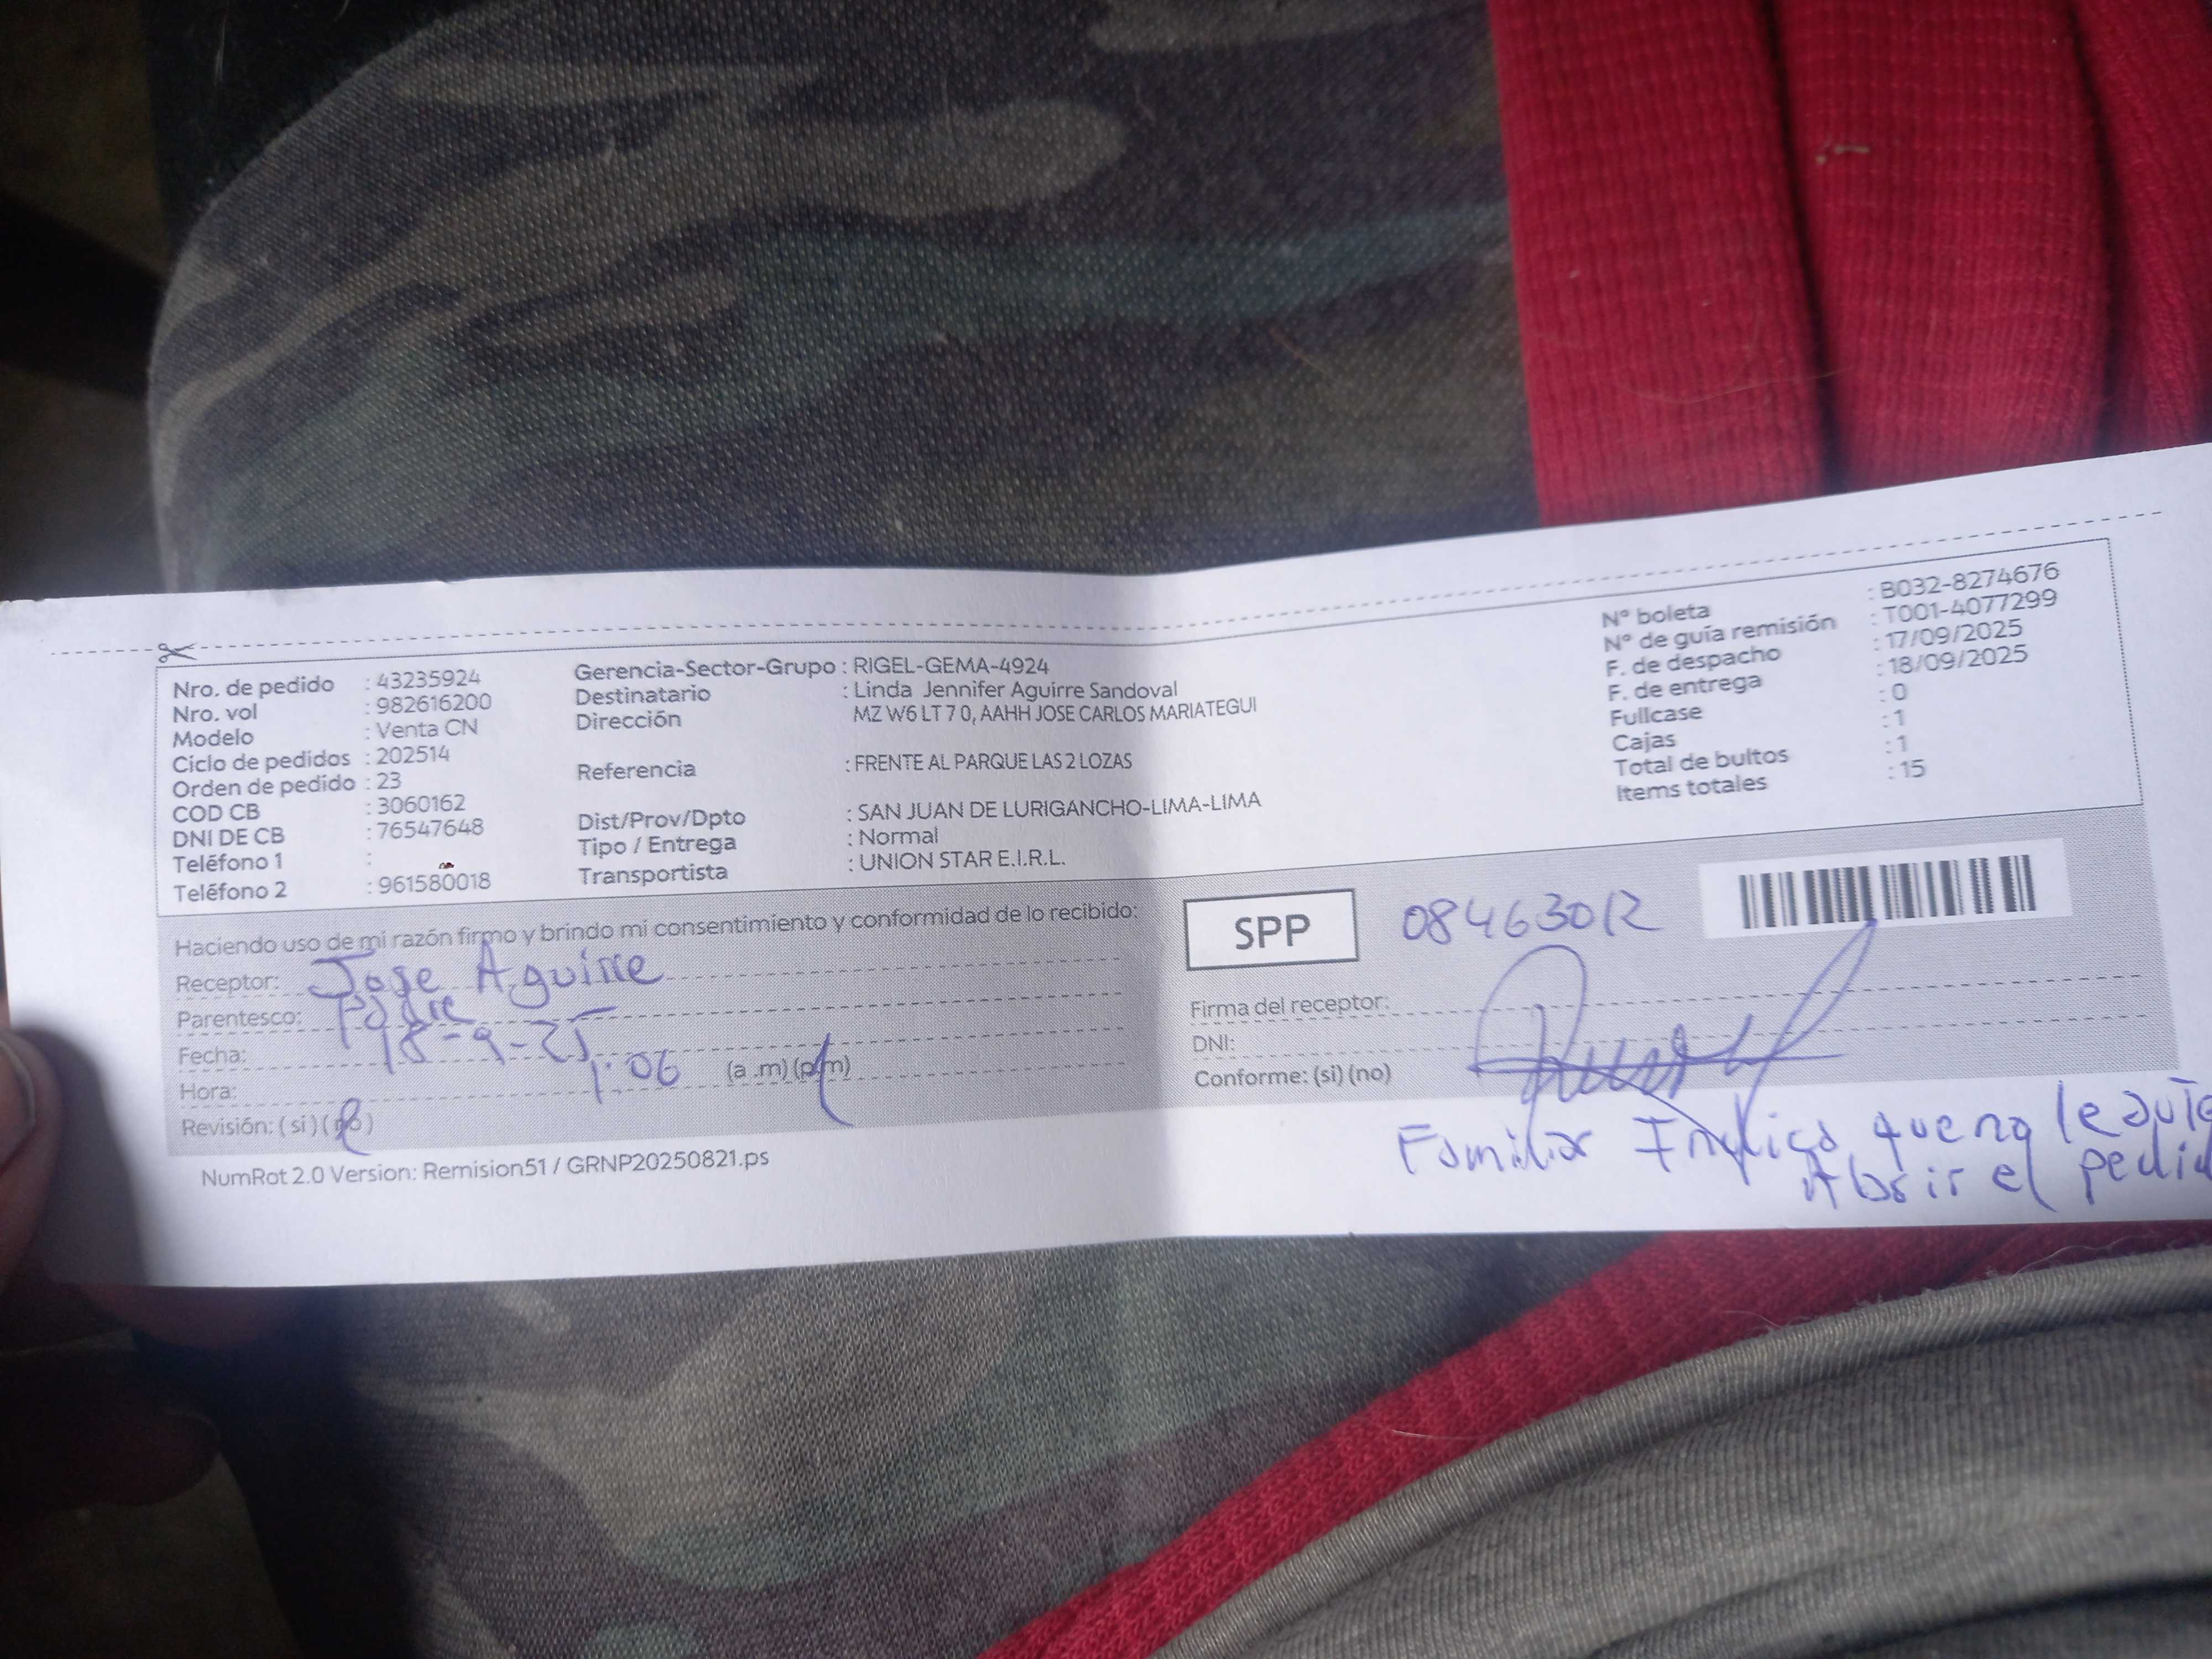 Nro. de pedido : 43235924
Nro. vol : 982616200
Modelo : Venta CN
Ciclo de pedidos : 202514
Orden de pedido : 23
COD CB : 3060162
DNI DE CB : 76547648
Teléfono 1 :
Teléfono 2 : 961580018
Gerencia-Sector-Grupo : RIGEL-GEMA-4924
Destinatario : Linda Jennifer Aguirre Sandoval
Dirección MZ W6 LT 7 0, AAHH JOSE CARLOS MARIATEGUI
Referencia : FRENTE AL PARQUE LAS 2 LOZAS
Dist/Prov/Dpto : SAN JUAN DE LURIGANCHO-LIMA-LIMA
Tipo / Entrega : Normal
Transportista : UNION STAR E.I.R.L.
N° boleta : B032-8274676
N° de guía remisión : T001-4077299
F. de despacho : 17/09/2025
F. de entrega : 18/09/2025
Fullcase : 0
Cajas : 1
Total de bultos : 1
Items totales : 15
Haciendo uso de mi razón firmo y brindo mi consentimiento y conformidad de lo recibido:
Receptor: Jose Aguirre
Parentesco: Padre
Fecha: 18-9-25
Hora: 1:06 (a .m) (p.m)
Revisión: ( si ) ( no )
SPP
Firma del receptor:
DNI:
Conforme: (si) (no)
Familiar Indica que no le
Abrir el
NumRot 2.0 Version: Remision51 / GRNP20250821.ps